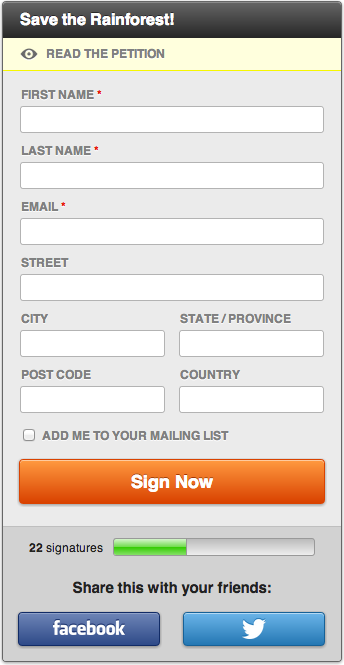 Save the Rainforest!
READ THE PETITION
FIRST NAME *
LAST NAME *
EMAIL *
STREET
CITY STATE / PROVINCE
POST CODE COUNTRY
ADD ME TO YOUR MAILING LIST
Sign Now
22 signatures
Share this with your friends:
facebook